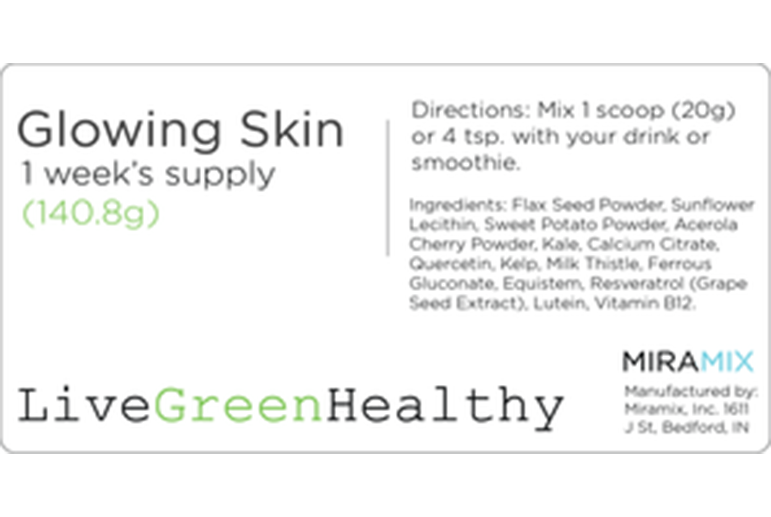 Glowing Skin
1 week's supply
(140.8g)
Directions: Mix 1 scoop (20g)
or 4 tsp. with your drink or
smoothie.
Ingredients: Flax Seed Powder, Sunflower
Lecithin, Sweet Potato Powder, Acerola
Cherry Powder, Kale, Calcium Citrate,
Quercetin, Kelp, Milk Thistle, Ferrous
Gluconate, Equistem, Resveratrol (Grape
Seed Extract), Lutein, Vitamin B12.
LiveGreenHealthy
MIRAMIX
Manufactured by:
Miramix, Inc. 1611
J St, Bedford, IN